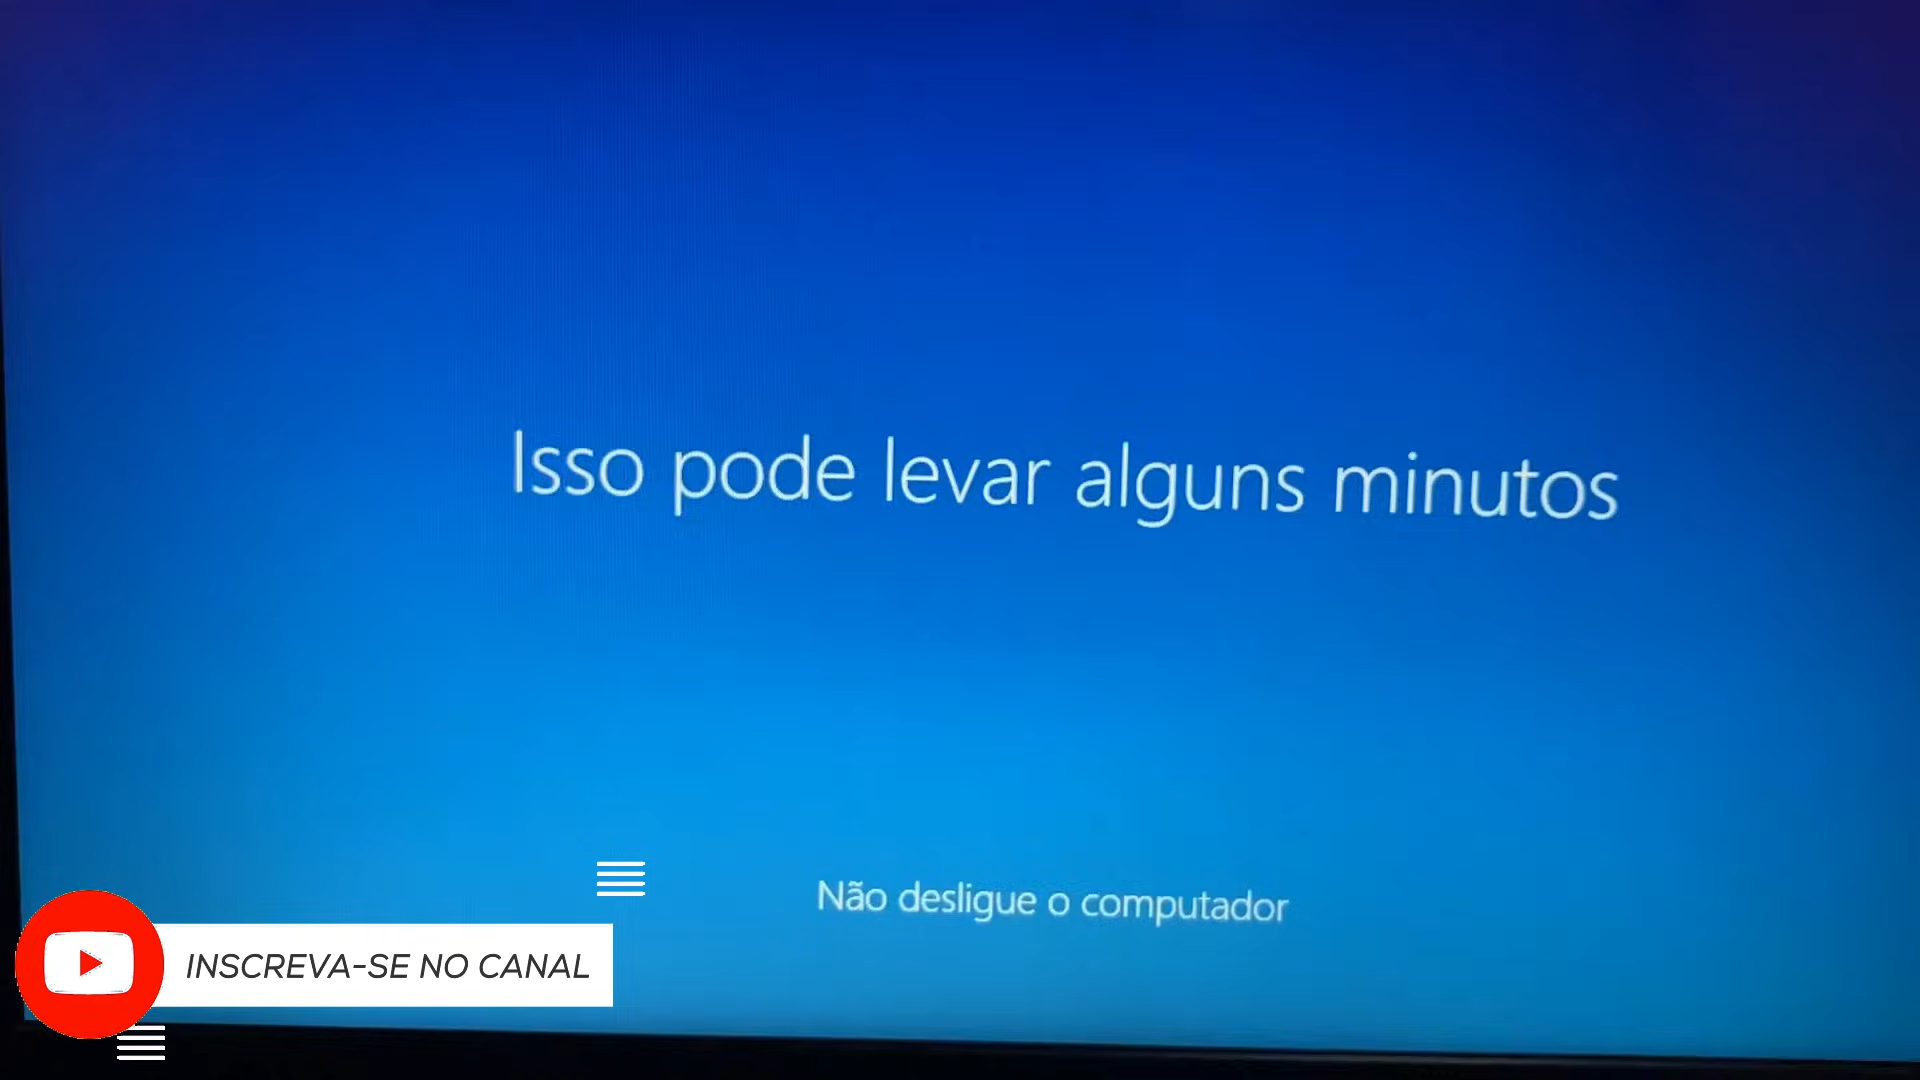 Isso pode levar alguns minutos
Não desligue o computador
INSCREVA-SE NO CANAL